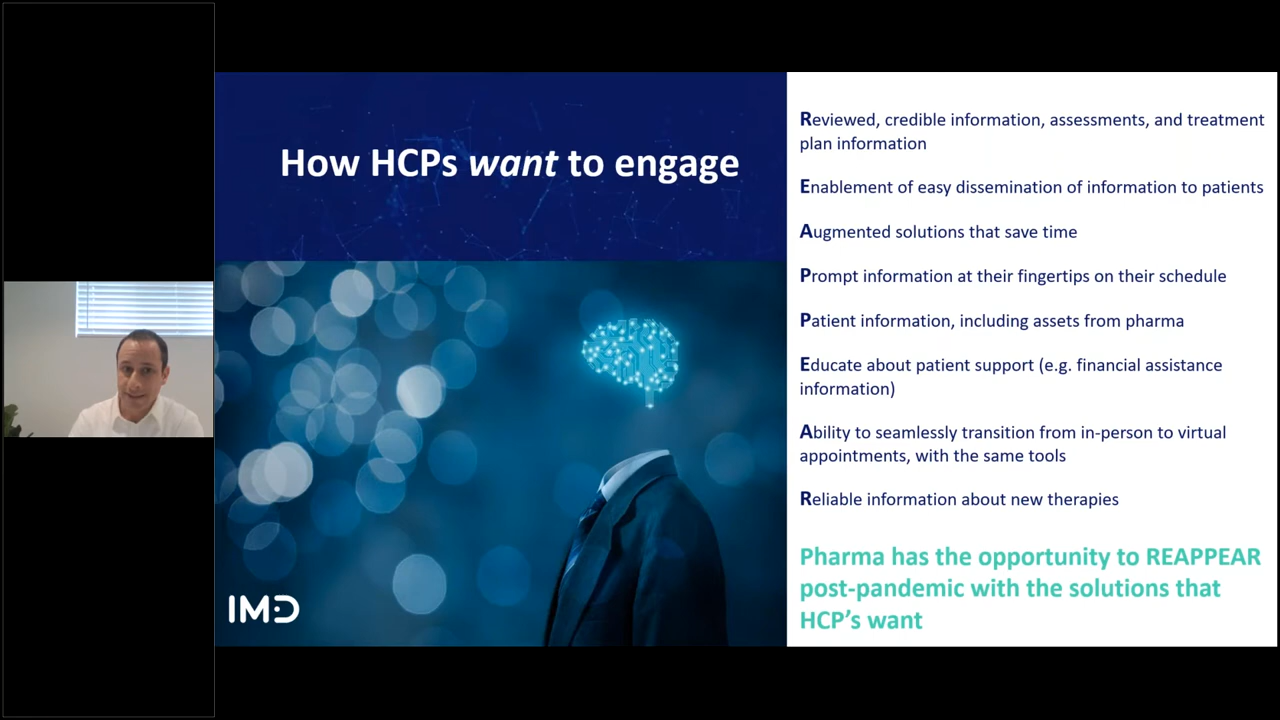 How HCPs want to engage
Reviewed, credible information, assessments, and treatment
plan information
Enablement of easy dissemination of information to patients
Augmented solutions that save time
Prompt information at their fingertips on their schedule
Patient information, including assets from pharma
Educate about patient support (e.g. financial assistance
information)
Ability to seamlessly transition from in-person to virtual
appointments, with the same tools
Reliable information about new therapies
Pharma has the opportunity to REAPPEAR
post-pandemic with the solutions that
HCP's want
IMD